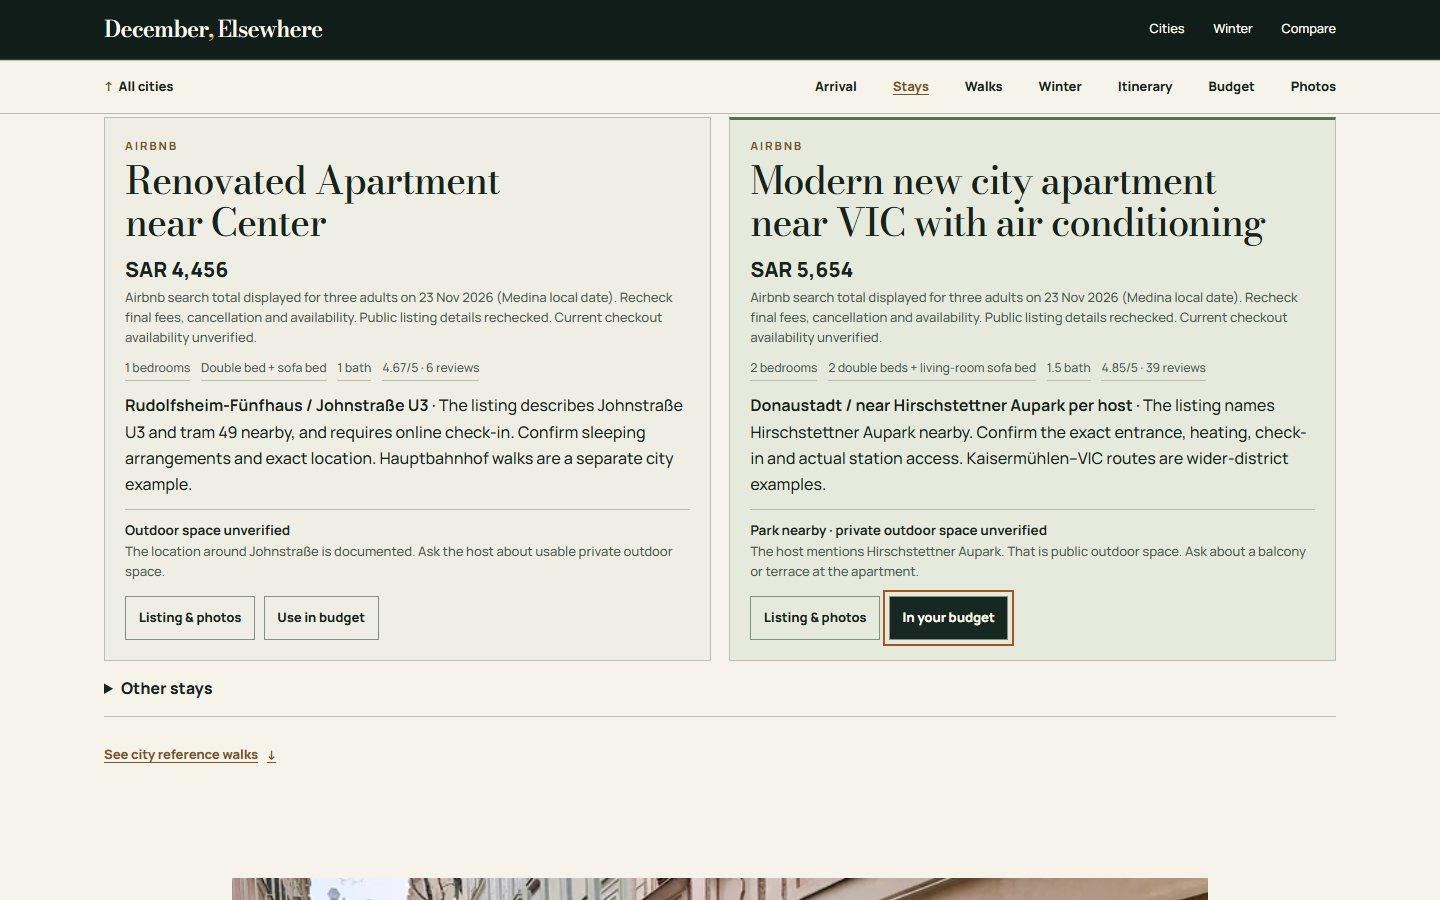 December, Elsewhere
Cities Winter Compare
↑ All cities
Arrival Stays Walks Winter Itinerary Budget Photos
AIRBNB
Renovated Apartment
near Center
SAR 4,456
Airbnb search total displayed for three adults on 23 Nov 2026 (Medina local date). Recheck
final fees, cancellation and availability. Public listing details rechecked. Current checkout
availability unverified.
1 bedrooms Double bed + sofa bed 1 bath 4.67/5 · 6 reviews
Rudolfsheim-Fünfhaus / Johnstraße U3 · The listing describes Johnstraße
U3 and tram 49 nearby, and requires online check-in. Confirm sleeping
arrangements and exact location. Hauptbahnhof walks are a separate city
example.
Outdoor space unverified
The location around Johnstraße is documented. Ask the host about usable private outdoor
space.
Listing & photos Use in budget
AIRBNB
Modern new city apartment
near VIC with air conditioning
SAR 5,654
Airbnb search total displayed for three adults on 23 Nov 2026 (Medina local date). Recheck
final fees, cancellation and availability. Public listing details rechecked. Current checkout
availability unverified.
2 bedrooms 2 double beds + living-room sofa bed 1.5 bath 4.85/5 · 39 reviews
Donaustadt / near Hirschstettner Aupark per host · The listing names
Hirschstettner Aupark nearby. Confirm the exact entrance, heating, check-
in and actual station access. Kaisermühlen–VIC routes are wider-district
examples.
Park nearby · private outdoor space unverified
The host mentions Hirschstettner Aupark. That is public outdoor space. Ask about a balcony
or terrace at the apartment.
Listing & photos In your budget
▶ Other stays
See city reference walks ↓